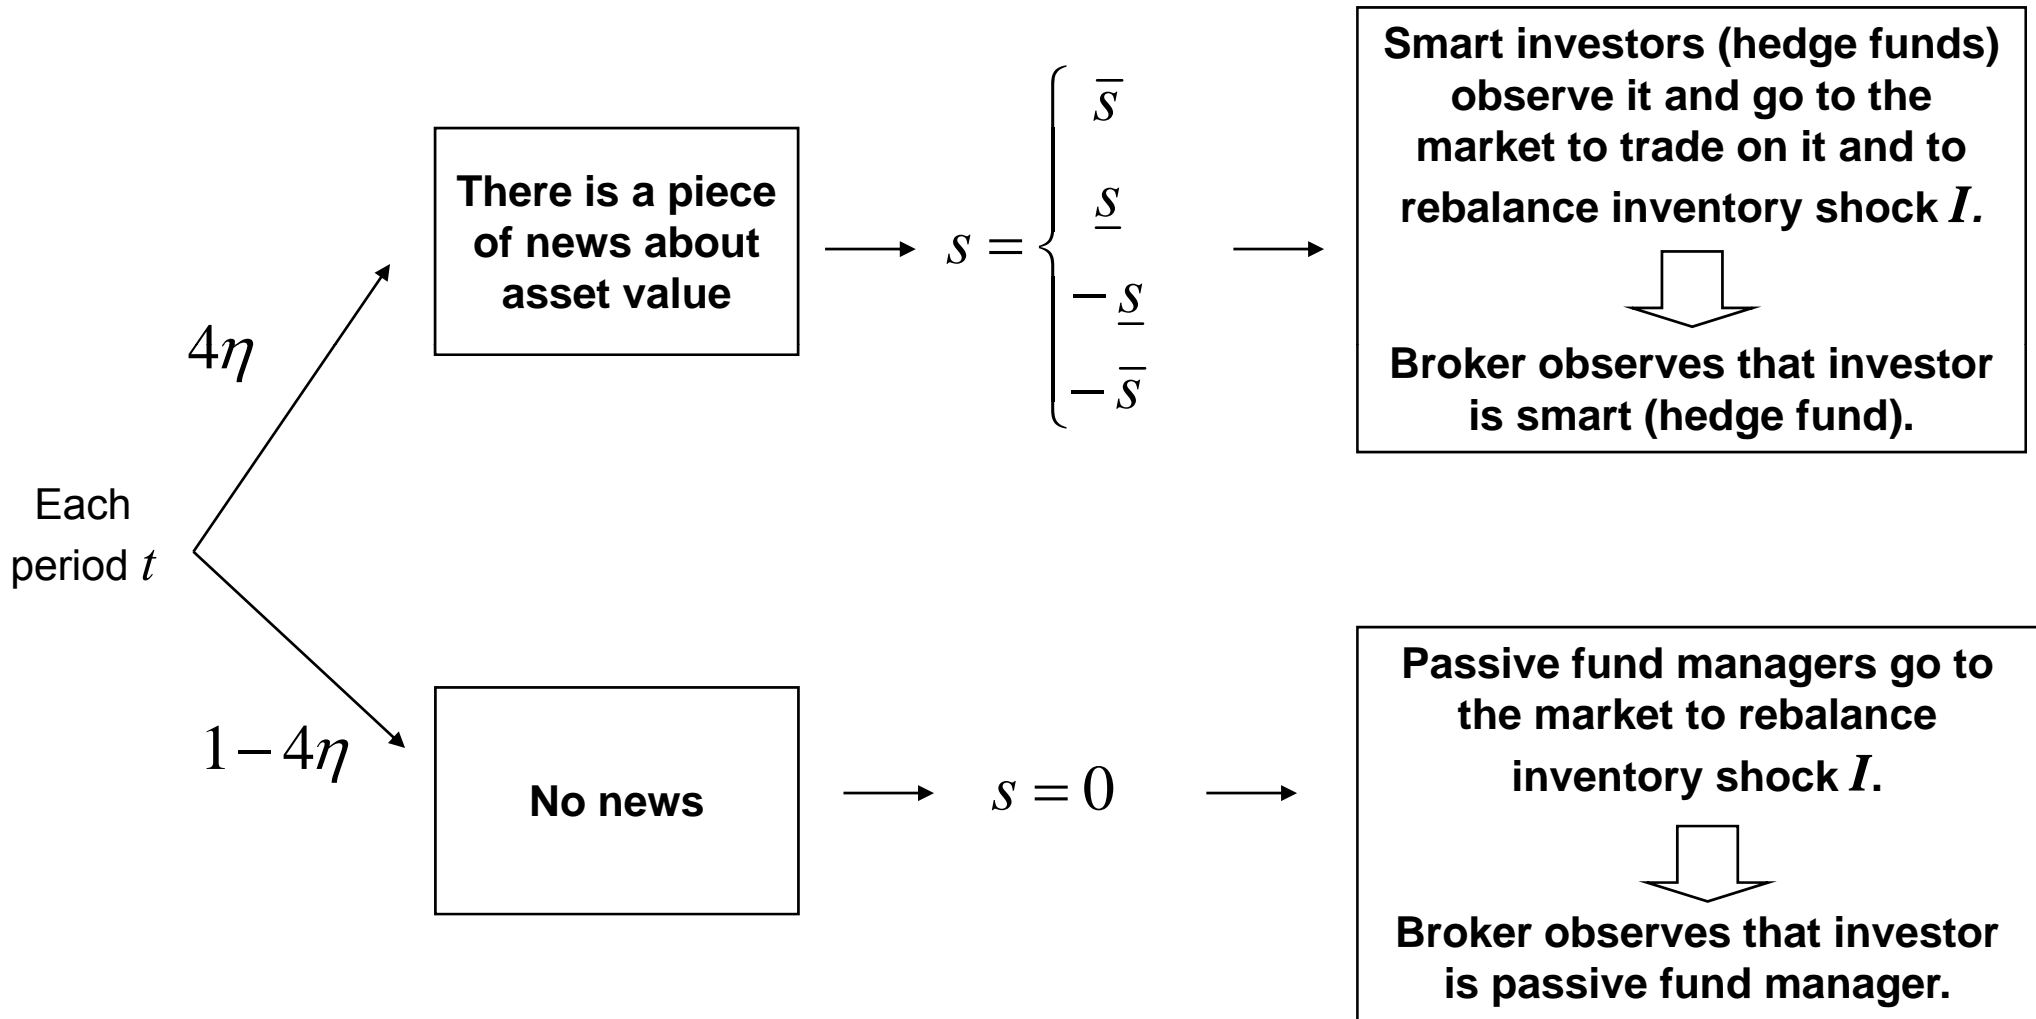 Each
period t
4η
1 − 4η
There is a piece
of news about
asset value
s = { s̅
s̲
− s̲
− s̅
Smart investors (hedge funds)
observe it and go to the
market to trade on it and to
rebalance inventory shock I.
Broker observes that investor
is smart (hedge fund).
No news
s = 0
Passive fund managers go to
the market to rebalance
inventory shock I.
Broker observes that investor
is passive fund manager.